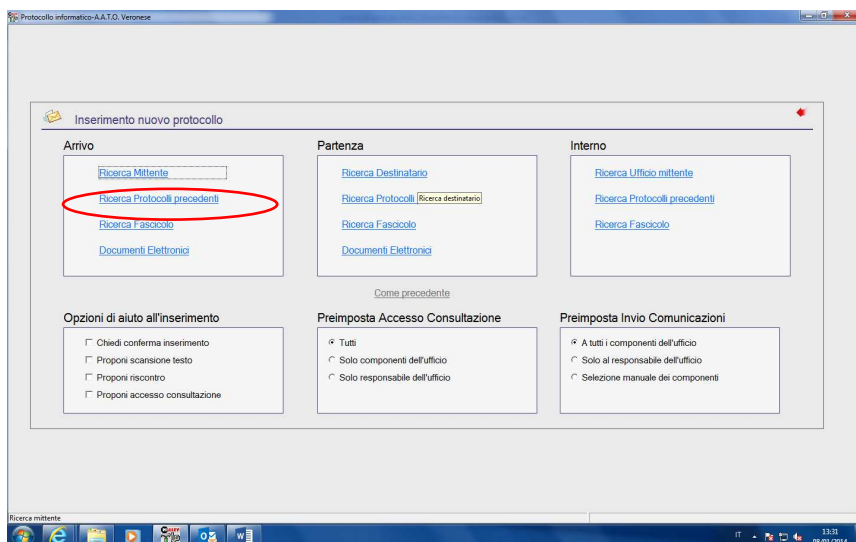 Protocollo informatico-A.A.T.O. Veronese
Inserimento nuovo protocollo
Arrivo
Ricerca Mittente
Ricerca Protocolli precedenti
Ricerca Fascicolo
Documenti Elettronici
Partenza
Ricerca Destinatario
Ricerca Protocolli
Ricerca destinatario
Ricerca Fascicolo
Documenti Elettronici
Interno
Ricerca Ufficio mittente
Ricerca Protocolli precedenti
Ricerca Fascicolo
Come precedente
Opzioni di aiuto all'inserimento
Chiedi conferma inserimento
Proponi scansione testo
Proponi riscontro
Proponi accesso consultazione
Preimposta Accesso Consultazione
Tutti
Solo componenti dell'ufficio
Solo responsabile dell'ufficio
Preimposta Invio Comunicazioni
A tutti i componenti dell'ufficio
Solo al responsabile dell'ufficio
Selezione manuale dei componenti
Ricerca mittente
IT
13:31
08/01/2014